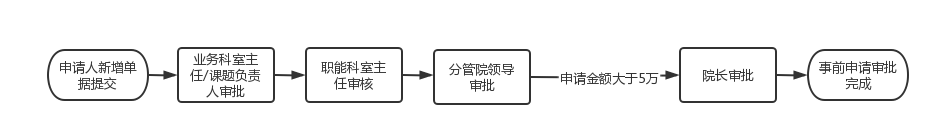 申请人新增单
据提交
业务科室主
任/课题负责
人审批
职能科室主
任审核
分管院领导
审批
申请金额大于5万
院长审批
事前申请审批
完成